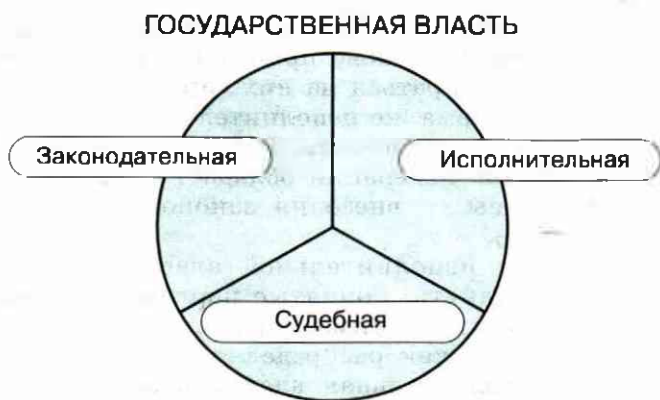 ГОСУДАРСТВЕННАЯ ВЛАСТЬ
Законодательная
Исполнительная
Судебная